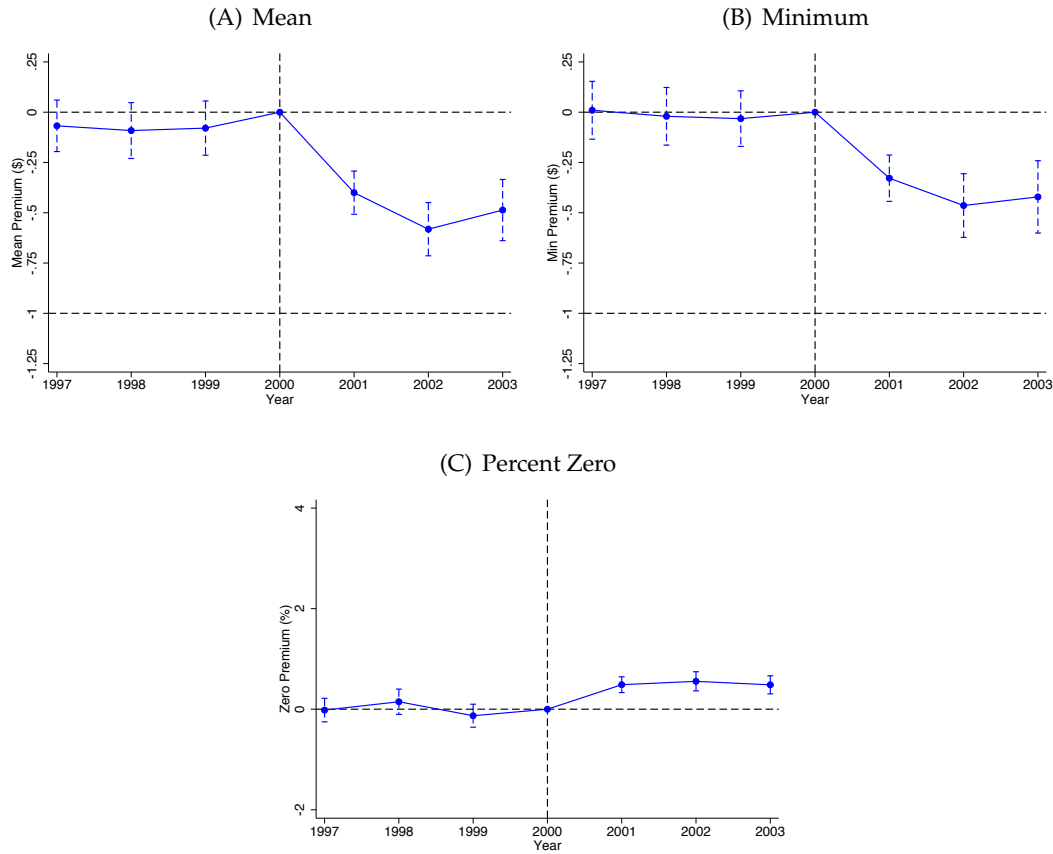 (A) Mean
Mean Premium ($)
.25
0
-.25
-.5
-.75
-1
-1.25
1997 1998 1999 2000 2001 2002 2003
Year
(B) Minimum
Min Premium ($)
.25
0
-.25
-.5
-.75
-1
-1.25
1997 1998 1999 2000 2001 2002 2003
Year
(C) Percent Zero
Zero Premium (%)
4
2
0
-2
1997 1998 1999 2000 2001 2002 2003
Year